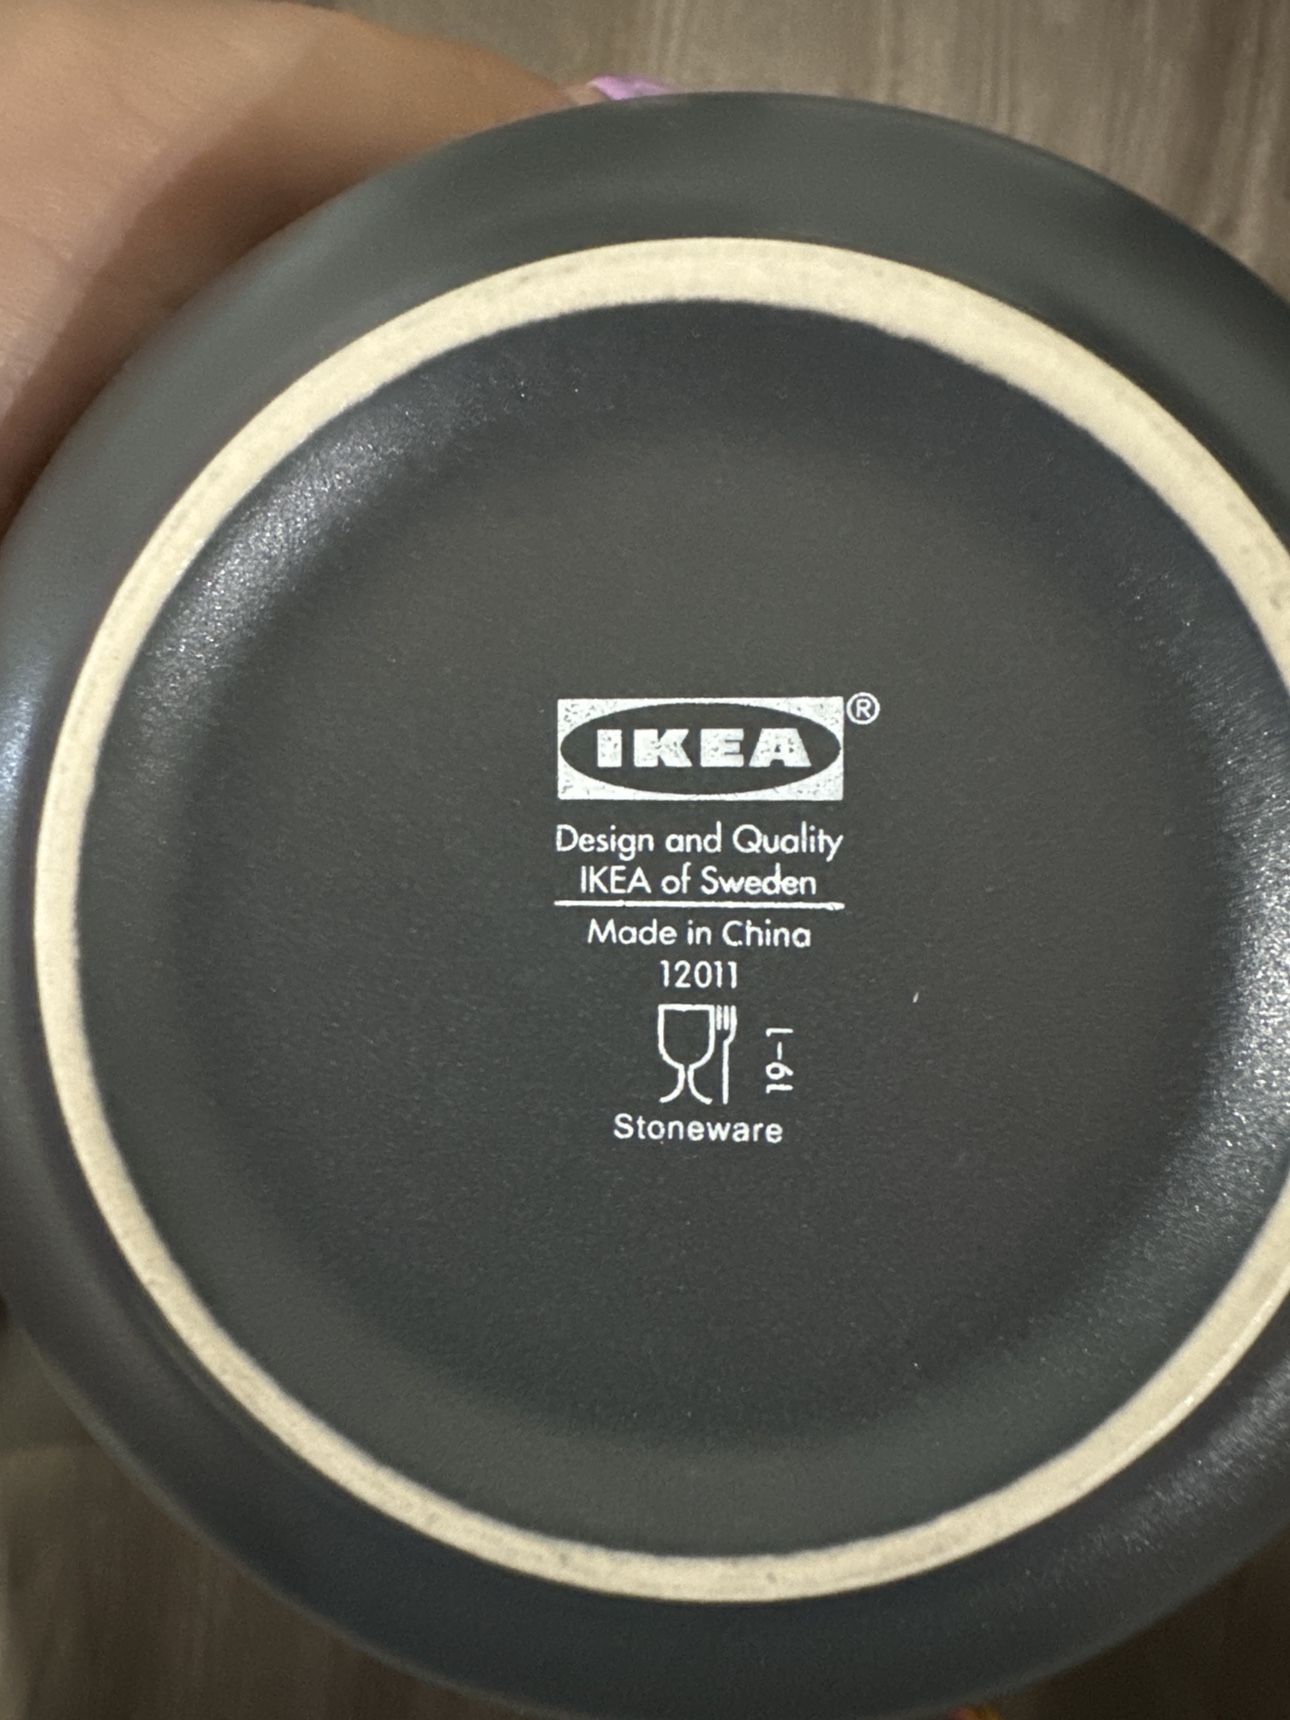 IKEA®
Design and Quality
IKEA of Sweden
Made in China
12011
19-1
Stoneware